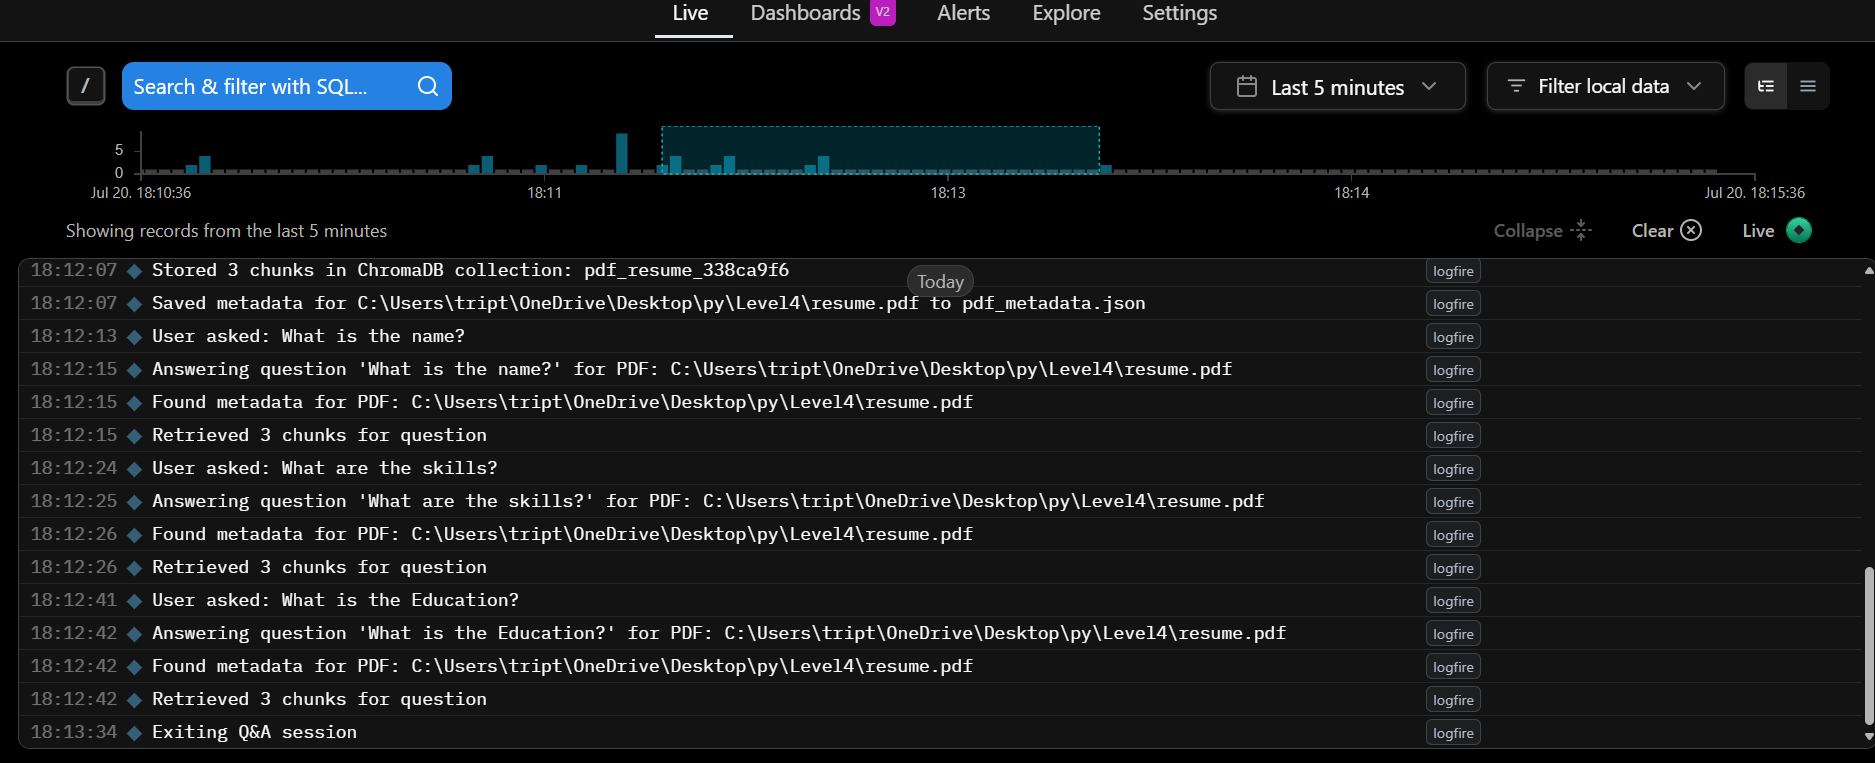 Live Dashboards V2 Alerts Explore Settings
/ Search & filter with SQL... Last 5 minutes Filter local data
5
0
Jul 20. 18:10:36 18:11 18:13 18:14 Jul 20. 18:15:36
Showing records from the last 5 minutes Collapse Clear Live
Today
18:12:07 Stored 3 chunks in ChromaDB collection: pdf_resume_338ca9f6 logfire
18:12:07 Saved metadata for C:\Users\tript\OneDrive\Desktop\py\Level4\resume.pdf to pdf_metadata.json logfire
18:12:13 User asked: What is the name? logfire
18:12:15 Answering question 'What is the name?' for PDF: C:\Users\tript\OneDrive\Desktop\py\Level4\resume.pdf logfire
18:12:15 Found metadata for PDF: C:\Users\tript\OneDrive\Desktop\py\Level4\resume.pdf logfire
18:12:15 Retrieved 3 chunks for question logfire
18:12:24 User asked: What are the skills? logfire
18:12:25 Answering question 'What are the skills?' for PDF: C:\Users\tript\OneDrive\Desktop\py\Level4\resume.pdf logfire
18:12:26 Found metadata for PDF: C:\Users\tript\OneDrive\Desktop\py\Level4\resume.pdf logfire
18:12:26 Retrieved 3 chunks for question logfire
18:12:41 User asked: What is the Education? logfire
18:12:42 Answering question 'What is the Education?' for PDF: C:\Users\tript\OneDrive\Desktop\py\Level4\resume.pdf logfire
18:12:42 Found metadata for PDF: C:\Users\tript\OneDrive\Desktop\py\Level4\resume.pdf logfire
18:12:42 Retrieved 3 chunks for question logfire
18:13:34 Exiting Q&A session logfire